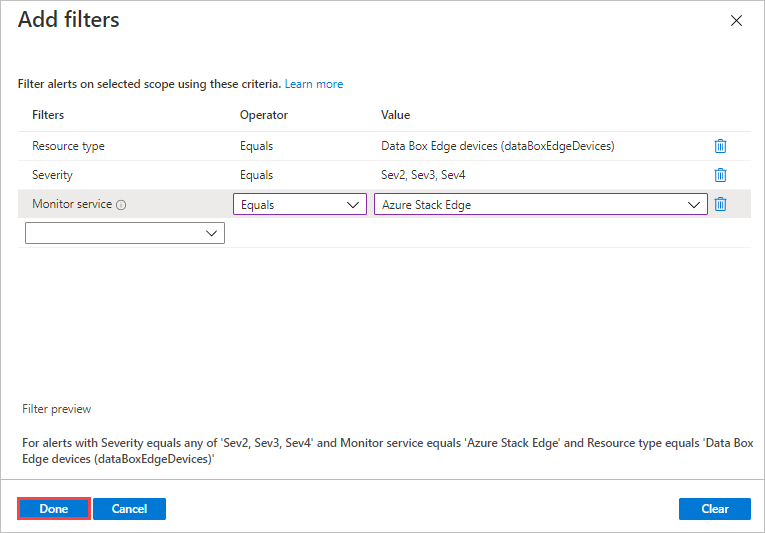 Add filters
Filter alerts on selected scope using these criteria. Learn more
Filters Operator Value
Resource type Equals Data Box Edge devices (dataBoxEdgeDevices)
Severity Equals Sev2, Sev3, Sev4
Monitor service Equals Azure Stack Edge
Filter preview
For alerts with Severity equals any of 'Sev2, Sev3, Sev4' and Monitor service equals 'Azure Stack Edge' and Resource type equals 'Data Box
Edge devices (dataBoxEdgeDevices)'
Done Cancel Clear